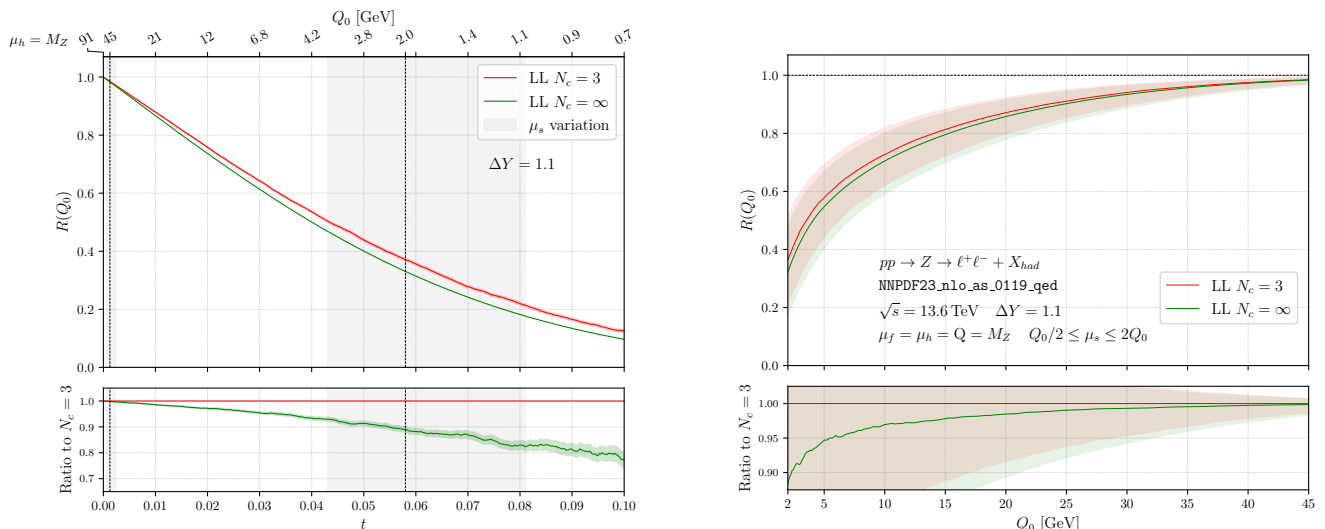 Q₀ [GeV]
μ_h = M_Z 91 45 21 12 6.8 4.2 2.8 2.0 1.4 1.1 0.9 0.7
LL N_c = 3
LL N_c = ∞
μ_s variation
ΔY = 1.1
R(Q₀)
1.0
0.8
0.6
0.4
0.2
0.0
Ratio to N_c = 3
1.0
0.9
0.8
0.7
0.00 0.01 0.02 0.03 0.04 0.05 0.06 0.07 0.08 0.09 0.10
t
R(Q₀)
1.0
0.8
0.6
0.4
0.2
0.0
pp → Z → ℓ⁺ℓ⁻ + X_had
NNPDF23_nlo_as_0119_qed
√s = 13.6 TeV ΔY = 1.1
μ_f = μ_h = Q = M_Z Q₀/2 ≤ μ_s ≤ 2Q₀
LL N_c = 3
LL N_c = ∞
Ratio to N_c = 3
1.00
0.95
0.90
2 5 10 15 20 25 30 35 40 45
Q₀ [GeV]